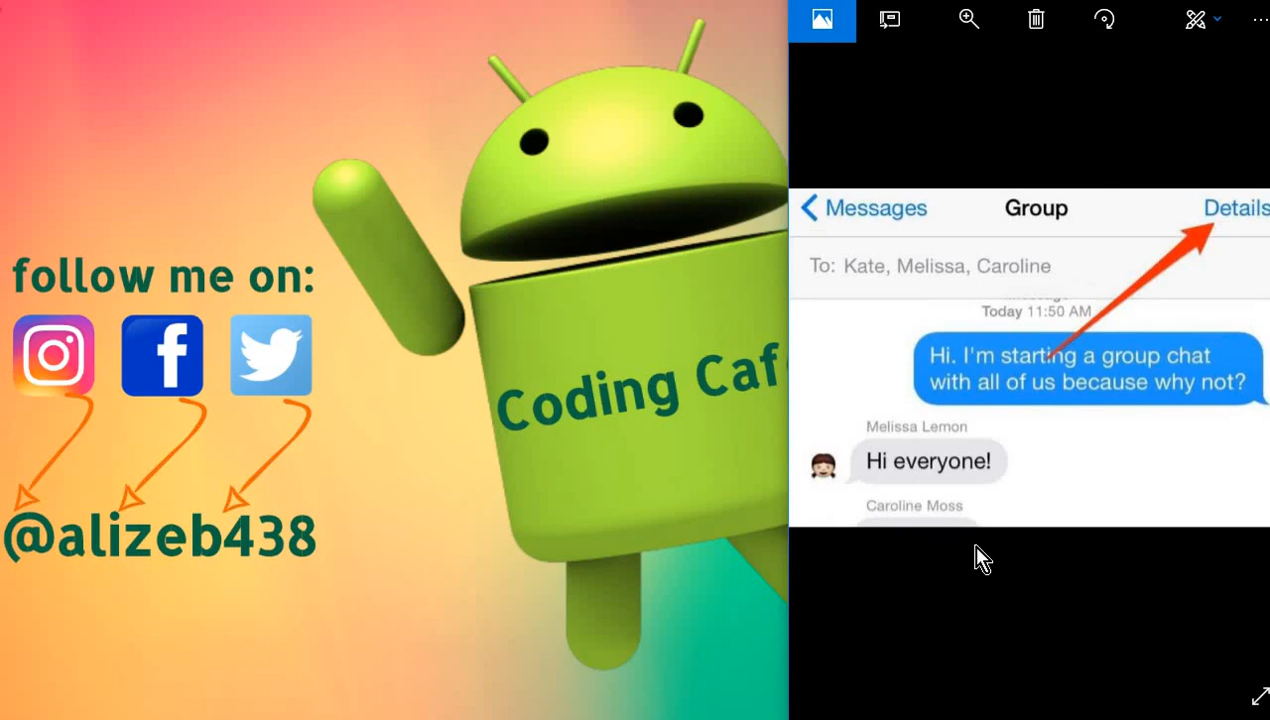 follow me on:
@alizeb438
Coding Caf
Messages
Group
Details
To: Kate, Melissa, Caroline
Today 11:50 AM
Hi. I'm starting a group chat
with all of us because why not?
Melissa Lemon
Hi everyone!
Caroline Moss